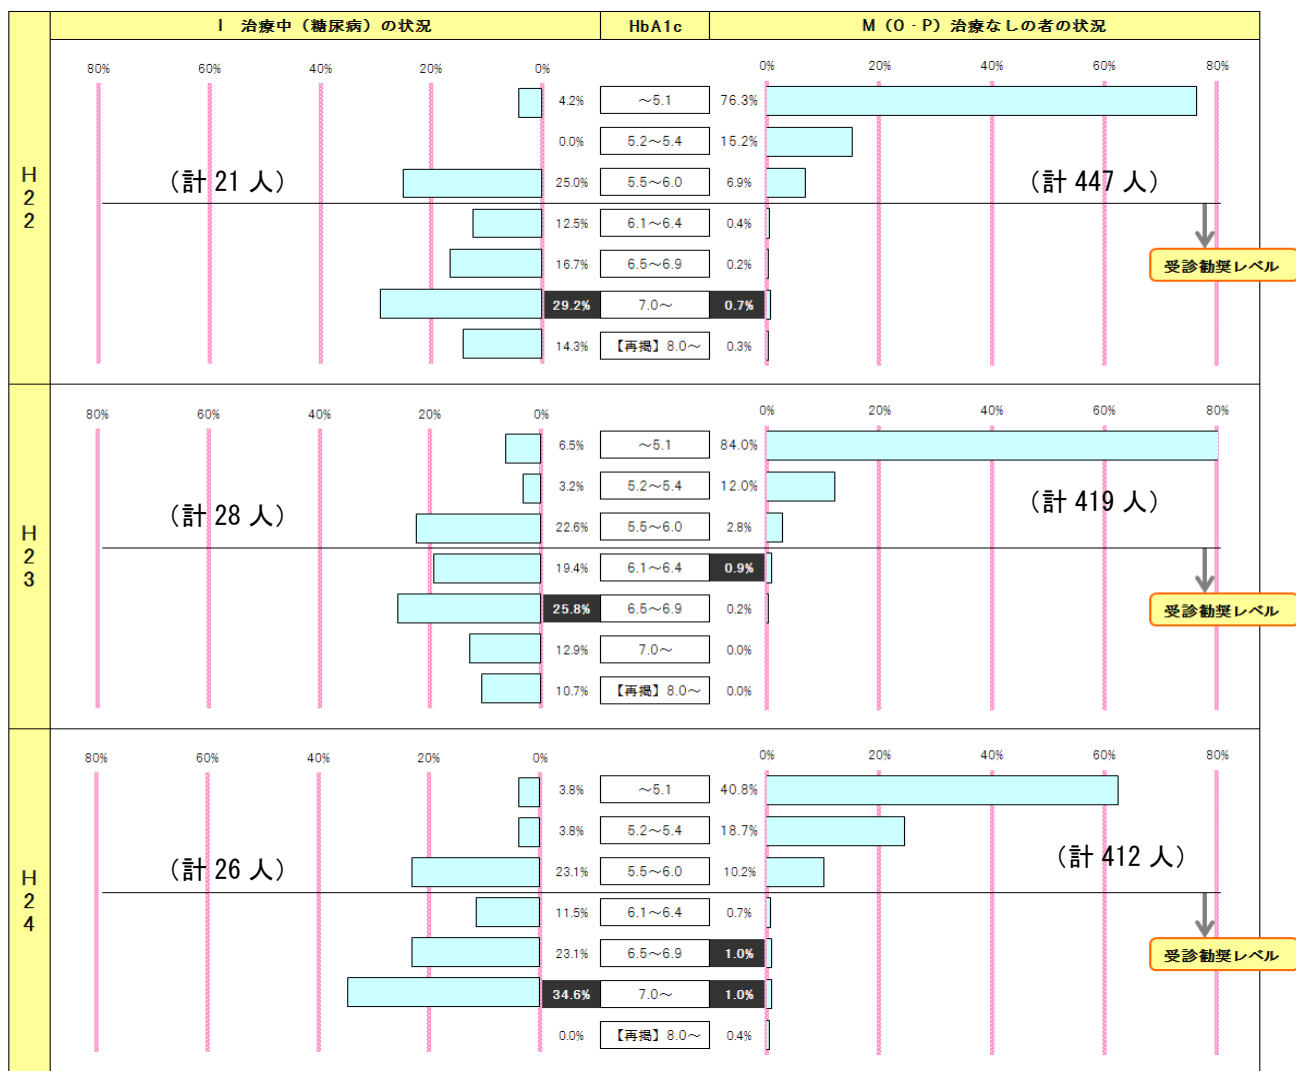 I 治療中（糖尿病）の状況 HbA1c M（O‐P）治療なしの者の状況
H22
80% 60% 40% 20% 0% 0% 20% 40% 60% 80%
4.2% ～5.1 76.3%
0.0% 5.2～5.4 15.2%
（計 21 人） 25.0% 5.5～6.0 6.9% （計 447 人）
12.5% 6.1～6.4 0.4%
16.7% 6.5～6.9 0.2% 受診勧奨レベル
29.2% 7.0～ 0.7%
14.3% 【再掲】8.0～ 0.3%
H23
80% 60% 40% 20% 0% 0% 20% 40% 60% 80%
6.5% ～5.1 84.0%
3.2% 5.2～5.4 12.0%
（計 28 人） 22.6% 5.5～6.0 2.8% （計 419 人）
19.4% 6.1～6.4 0.9%
25.8% 6.5～6.9 0.2% 受診勧奨レベル
12.9% 7.0～ 0.0%
10.7% 【再掲】8.0～ 0.0%
H24
80% 60% 40% 20% 0% 0% 20% 40% 60% 80%
3.8% ～5.1 40.8%
3.8% 5.2～5.4 18.7%
（計 26 人） 23.1% 5.5～6.0 10.2% （計 412 人）
11.5% 6.1～6.4 0.7%
23.1% 6.5～6.9 1.0% 受診勧奨レベル
34.6% 7.0～ 1.0%
0.0% 【再掲】8.0～ 0.4%